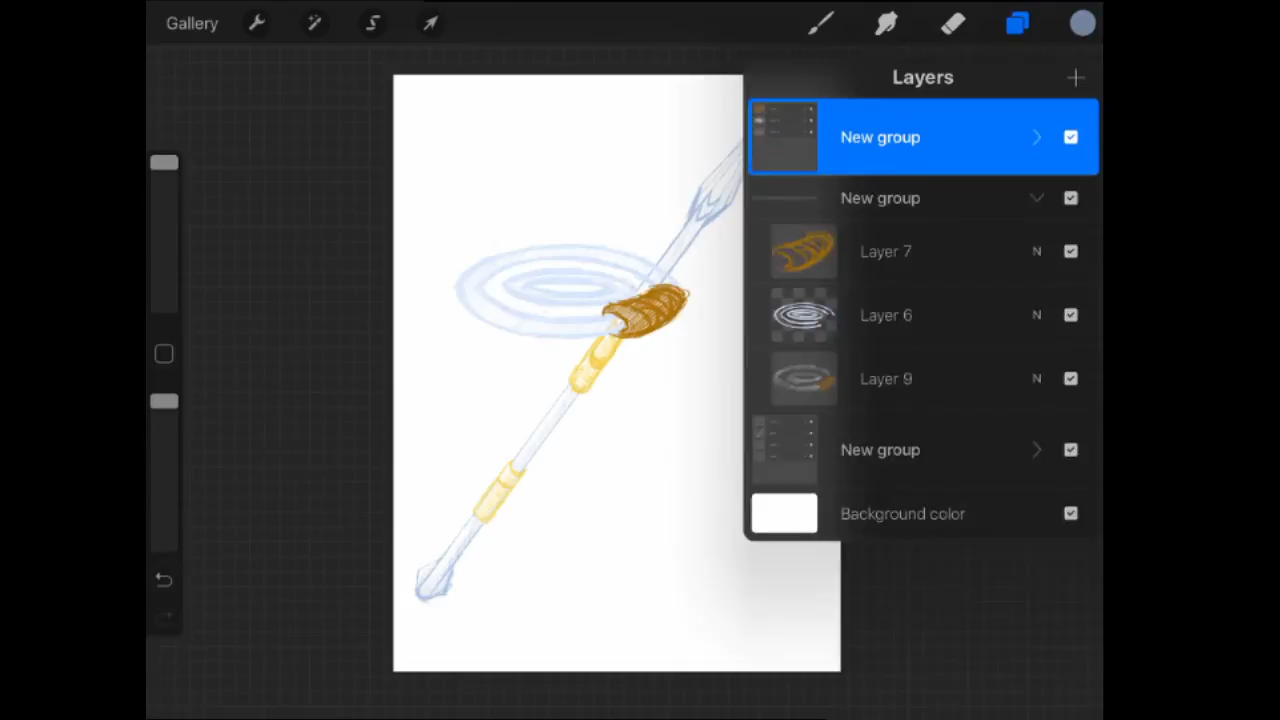 Gallery
Layers
New group
New group
Layer 7 N
Layer 6 N
Layer 9 N
New group
Background color